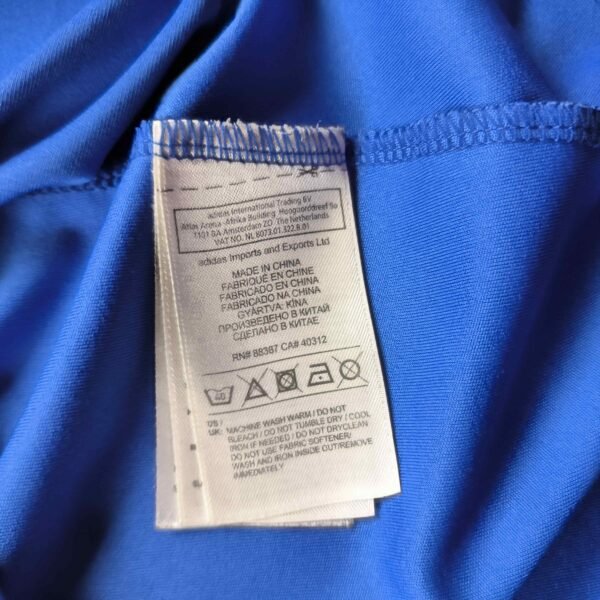 adidas International Trading BV
Atlas Arena -Afrika Building Hoogoorddreef 9a
1101 BA Amsterdam ZO The Netherlands
VAT NO. NL 8073.01.322.B.01
adidas Imports and Exports Ltd
MADE IN CHINA
FABRIQUÉ EN CHINE
FABRICADO EN CHINA
FABRICADO NA CHINA
GYÁRTVA: KÍNA
ПРОИЗВЕДЕНО В КИТАЙ
СДЕЛАНО В КИТАЕ
RN# 88387 CA# 40312
40
US /
UK: MACHINE WASH WARM / DO NOT
BLEACH / DO NOT TUMBLE DRY / COOL
IRON IF NEEDED / DO NOT DRYCLEAN
DO NOT USE FABRIC SOFTENER/
WASH AND IRON INSIDE OUT/REMOVE
IMMEDIATELY